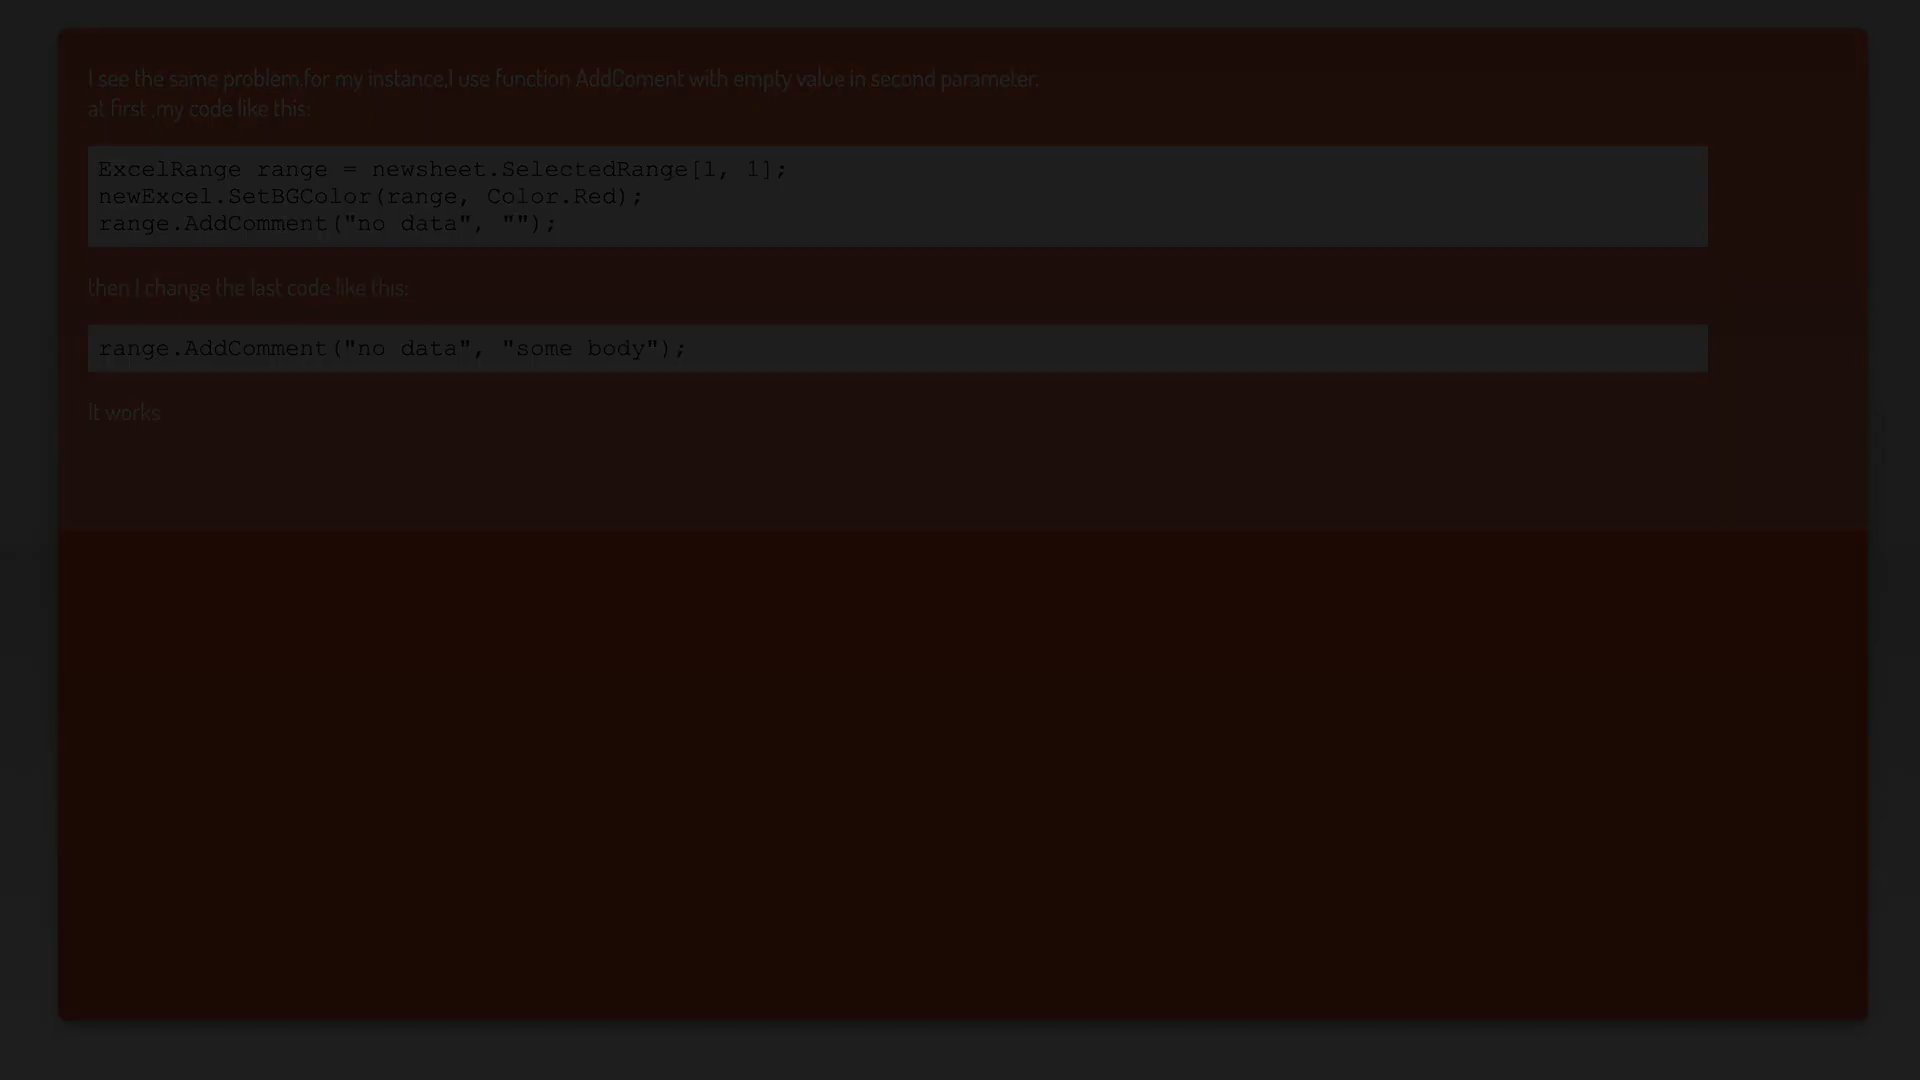 I see the same problem.for my instance,I use function AddComent with empty value in second parameter.
at first ,my code like this:
ExcelRange range = newsheet.SelectedRange[1, 1];
newExcel.SetBGColor(range, Color.Red);
range.AddComment("no data", "");
then I change the last code like this:
range.AddComment("no data", "some body");
It works